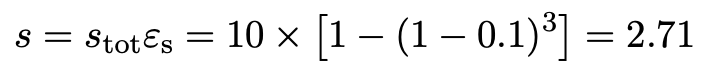 s = s_tot ε_s = 10 × [1 − (1 − 0.1)³] = 2.71